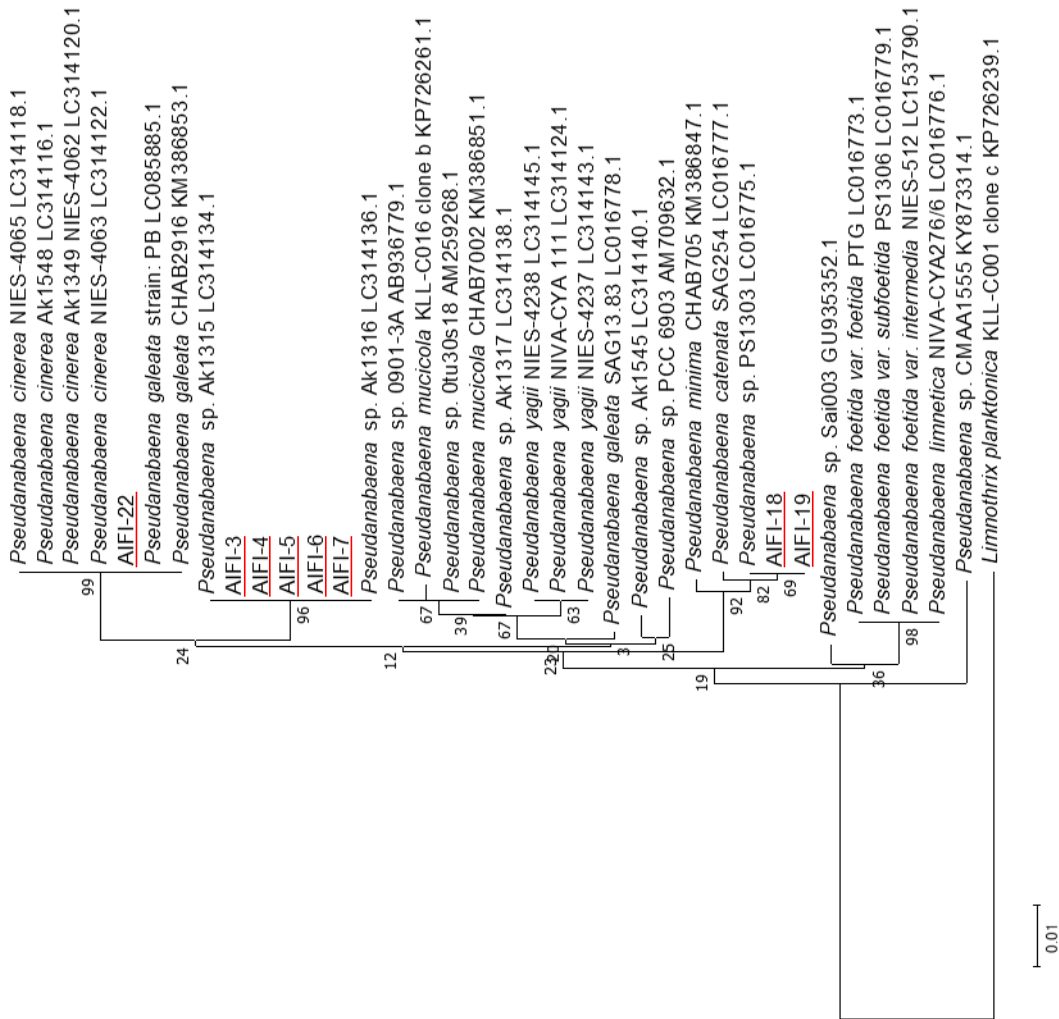 Pseudanabaena cinerea NIES-4065 LC314118.1
Pseudanabaena cinerea Ak1548 LC314116.1
Pseudanabaena cinerea Ak1349 NIES-4062 LC314120.1
Pseudanabaena cinerea NIES-4063 LC314122.1
AIFI-22
Pseudanabaena galeata strain: PB LC085885.1
Pseudanabaena galeata CHAB2916 KM386853.1
Pseudanabaena sp. Ak1315 LC314134.1
AIFI-3
AIFI-4
AIFI-5
AIFI-6
AIFI-7
Pseudanabaena sp. Ak1316 LC314136.1
Pseudanabaena sp. 0901-3A AB936779.1
Pseudanabaena mucicola KLL-C016 clone b KP726261.1
Pseudanabaena sp. 0tu30s18 AM259268.1
Pseudanabaena mucicola CHAB7002 KM386851.1
Pseudanabaena sp. Ak1317 LC314138.1
Pseudanabaena yagii NIES-4238 LC314145.1
Pseudanabaena yagii NIVA-CYA 111 LC314124.1
Pseudanabaena yagii NIES-4237 LC314143.1
Pseudanabaena galeata SAG13.83 LC016778.1
Pseudanabaena sp. Ak1545 LC314140.1
Pseudanabaena sp. PCC 6903 AM709632.1
Pseudanabaena minima CHAB705 KM386847.1
Pseudanabaena catenata SAG254 LC016777.1
Pseudanabaena sp. PS1303 LC016775.1
AIFI-18
AIFI-19
Pseudanabaena sp. Sai003 GU935352.1
Pseudanabaena foetida var. foetida PTG LC016773.1
Pseudanabaena foetida var. subfoetida PS1306 LC016779.1
Pseudanabaena foetida var. intermedia NIES-512 LC153790.1
Pseudanabaena limnetica NIVA-CYA276/6 LC016776.1
Pseudanabaena sp. CMAA1555 KY873314.1
Limnothrix planktonica KLL-C001 clone c KP726239.1
99
96
24
12
67
39
67
63
23
3
25
92
82
69
19
98
36
0.01